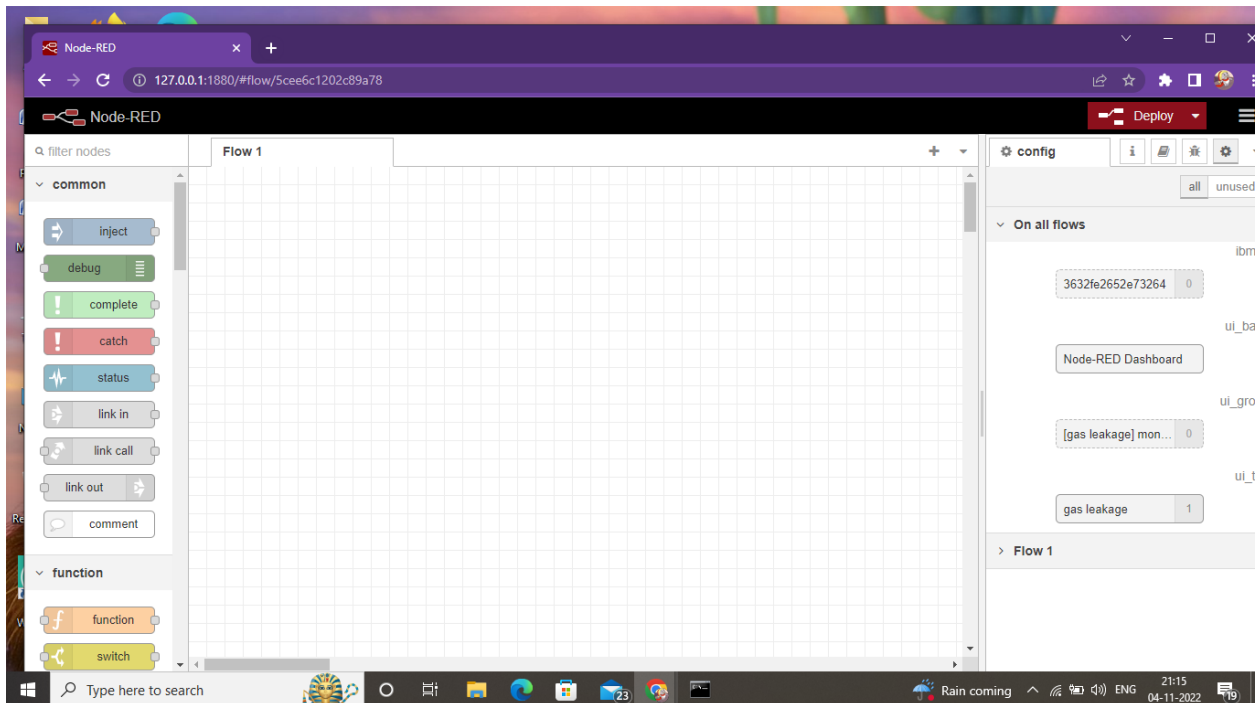 Node-RED
127.0.0.1:1880/#flow/5cee6c1202c89a78
Node-RED
Deploy
filter nodes
Flow 1
config
all
unused
common
inject
debug
complete
catch
status
link in
link call
link out
comment
function
function
switch
On all flows
ibm
3632fe2652e73264
0
ui_ba
Node-RED Dashboard
ui_gro
[gas leakage] mon...
0
ui_t
gas leakage
1
Flow 1
Type here to search
23
Rain coming
ENG
21:15
04-11-2022
19